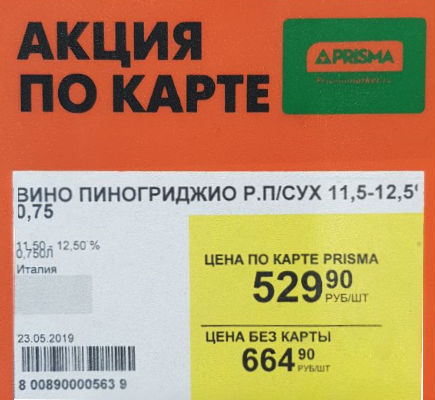 АКЦИЯ
ПО КАРТЕ
PRISMA
Prismamarket.ru
ВИНО ПИНОГРИДЖИО Р.П/СУХ 11,5-12,5%
0,75
11,50 - 12,50 %
0,750Л
Италия
ЦЕНА ПО КАРТЕ PRISMA
529 90
РУБ/ШТ
23.05.2019
ЦЕНА БЕЗ КАРТЫ
664 90
РУБ/ШТ
8 00890000563 9